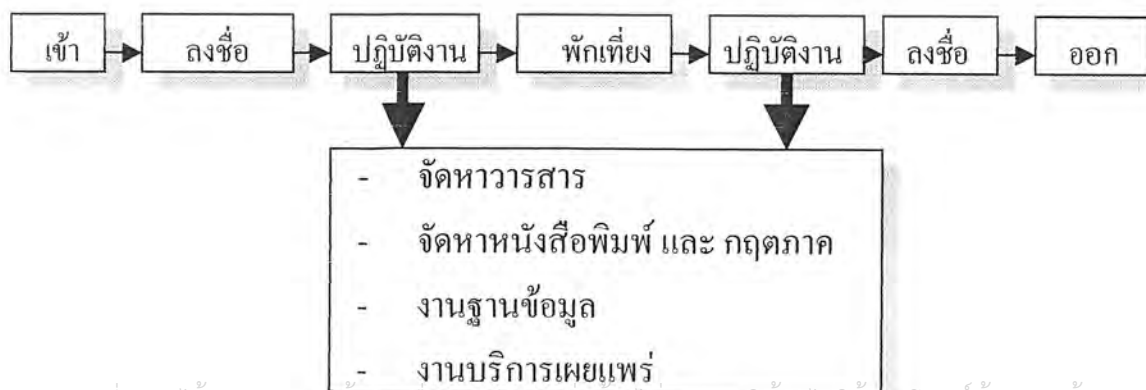 เข้า ลงชื่อ ปฏิบัติงาน พักเที่ยง ปฏิบัติงาน ลงชื่อ ออก
- จัดหาวารสาร
- จัดหาหนังสือพิมพ์ และ กฤตภาค
- งานฐานข้อมูล
- งานบริการเผยแพร่